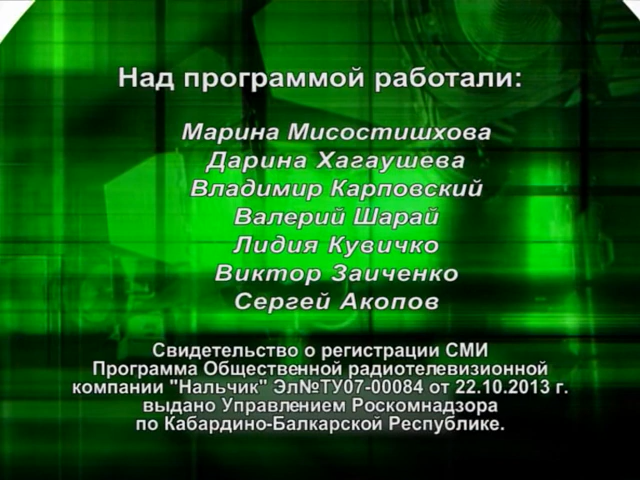 Над программой работали:
Марина Мисостишхова
Дарина Хагаушева
Владимир Карповский
Валерий Шарай
Лидия Кувичко
Виктор Заиченко
Сергей Акопов
Свидетельство о регистрации СМИ
Программа Общественной радиотелевизионной
компании "Нальчик" Эл№ТУ07-00084 от 22.10.2013 г.
выдано Управлением Роскомнадзора
по Кабардино-Балкарской Республике.